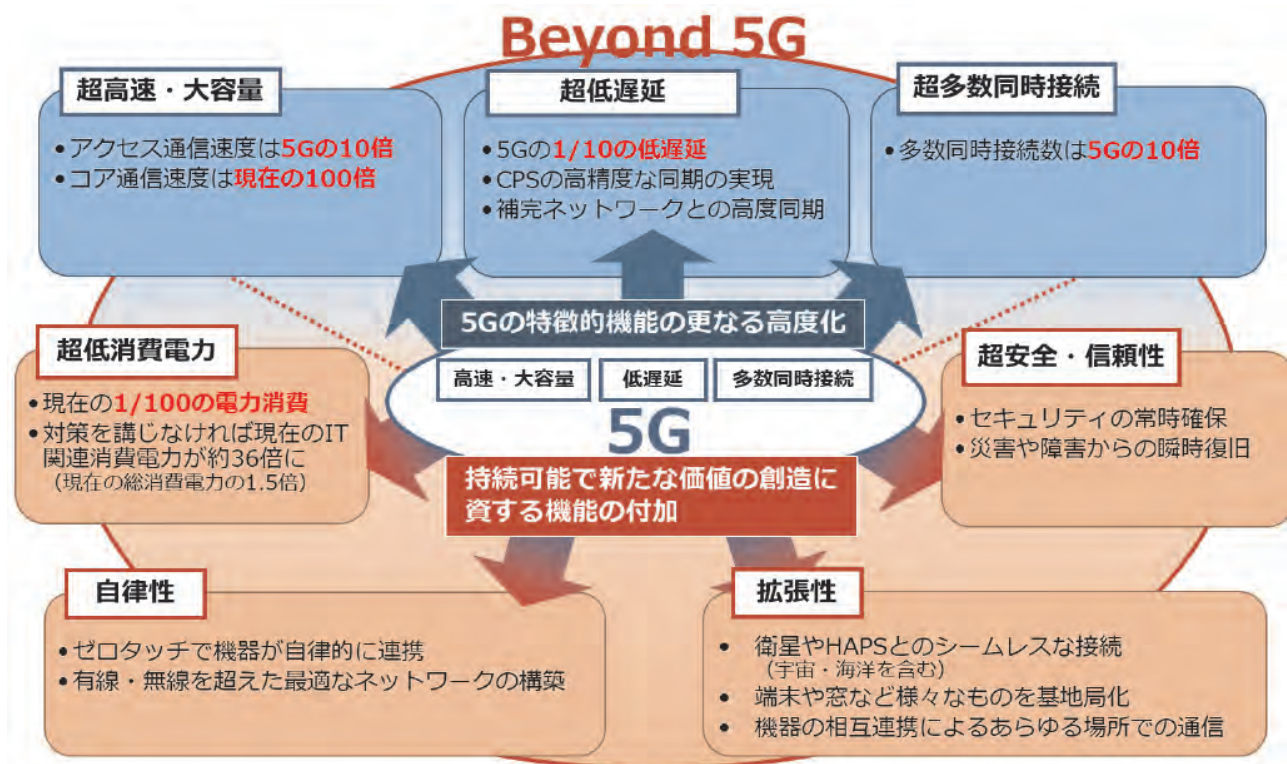 Beyond 5G
超高速・大容量
•アクセス通信速度は5Gの10倍
•コア通信速度は現在の100倍
超低遅延
•5Gの1/10の低遅延
•CPSの高精度な同期の実現
•補完ネットワークとの高度同期
超多数同時接続
•多数同時接続数は5Gの10倍
5Gの特徴的機能の更なる高度化
高速・大容量
低遅延
多数同時接続
5G
持続可能で新たな価値の創造に
資する機能の付加
超低消費電力
•現在の1/100の電力消費
•対策を講じなければ現在のIT
関連消費電力が約36倍に
（現在の総消費電力の1.5倍）
超安全・信頼性
•セキュリティの常時確保
•災害や障害からの瞬時復旧
自律性
•ゼロタッチで機器が自律的に連携
•有線・無線を超えた最適なネットワークの構築
拡張性
• 衛星やHAPSとのシームレスな接続
（宇宙・海洋を含む）
• 端末や窓など様々なものを基地局化
• 機器の相互連携によるあらゆる場所での通信